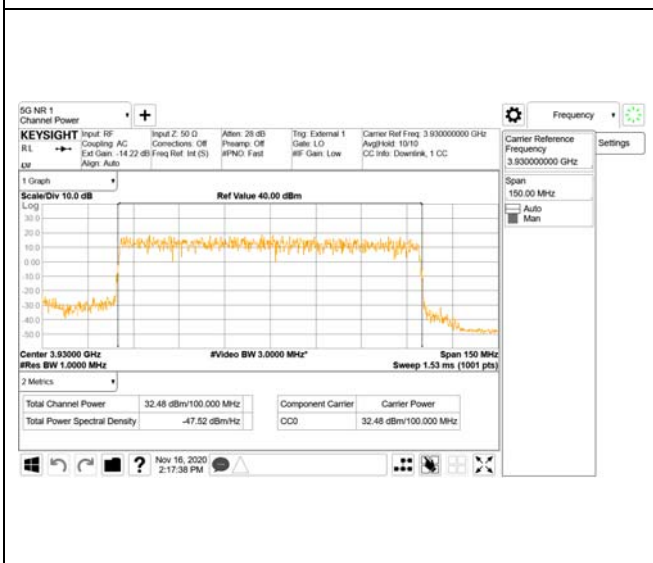 5G NR 1
Channel Power
Frequency
KEYSIGHT Input: RF Input Z: 50 Ω Atten: 28 dB Trig: External 1 Carrier Ref Freq: 3.930000000 GHz
RL Coupling: AC Corrections: Off Preamp: Off Gate: LO Avg|Hold: 10/10
Ext Gain: -14.22 dB Freq Ref: Int (S) #PNO: Fast #IF Gain: Low CC Info: Downlink, 1 CC
Align: Auto
Carrier Reference
Frequency
3.930000000 GHz
Settings
Span
150.00 MHz
Auto
Man
1 Graph
Scale/Div 10.0 dB Ref Value 40.00 dBm
Log
30.0
20.0
10.0
0.00
-10.0
-20.0
-30.0
-40.0
-50.0
Center 3.93000 GHz #Video BW 3.0000 MHz* Span 150 MHz
#Res BW 1.0000 MHz Sweep 1.53 ms (1001 pts)
2 Metrics
Total Channel Power 32.48 dBm/100.000 MHz Component Carrier Carrier Power
Total Power Spectral Density -47.52 dBm/Hz CC0 32.48 dBm/100.000 MHz
Nov 16, 2020
2:17:38 PM